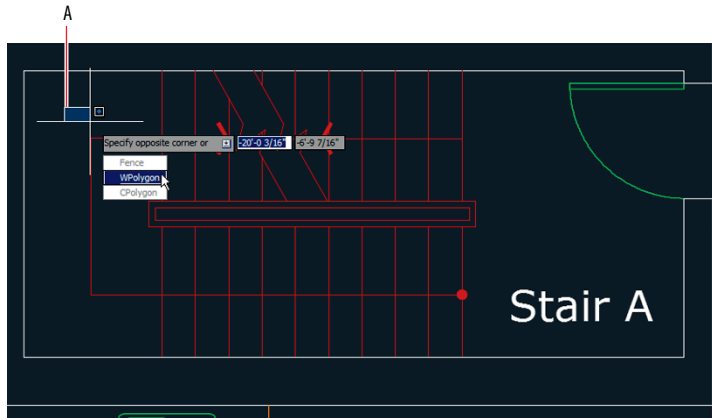 A
Specify opposite corner or -20'-0 3/16" -6'-9 7/16"
Fence
WPolygon
CPolygon
Stair A